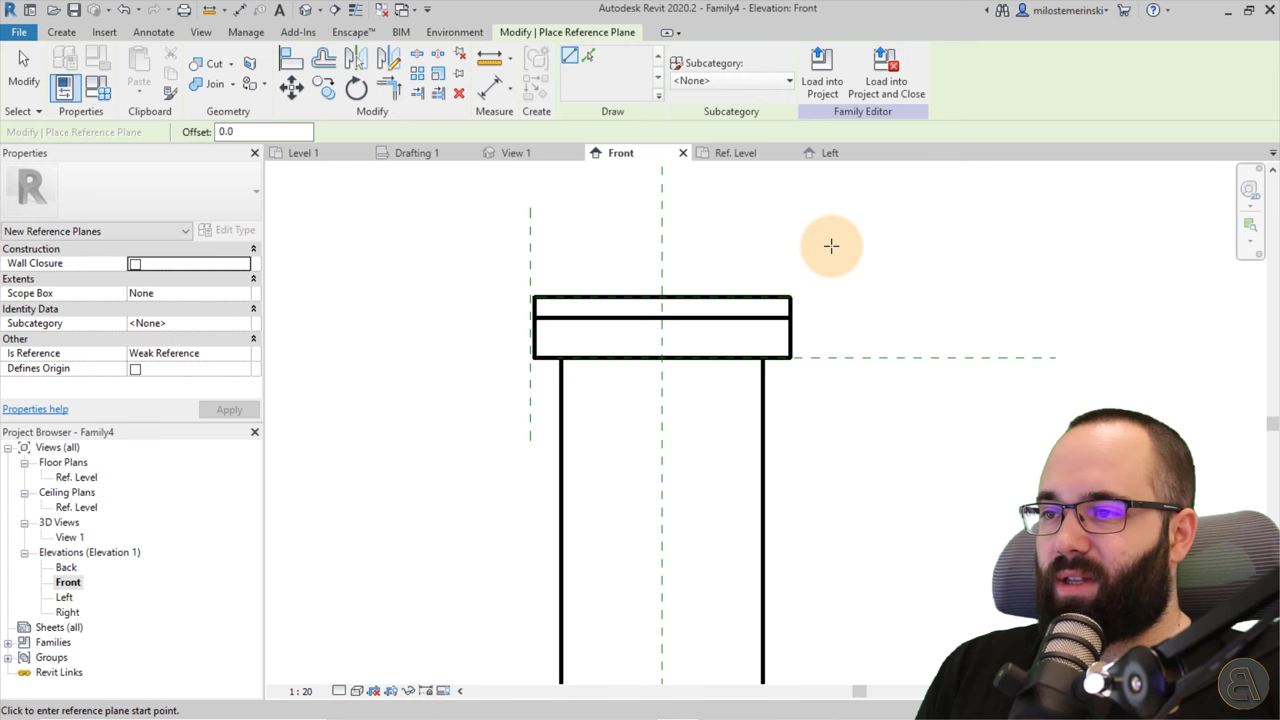 Autodesk Revit 2020.2 - Family4 - Elevation: Front
milostemerinski
File Create Insert Annotate View Manage Add-Ins Enscape™ BIM Environment Modify | Place Reference Plane
Modify
Paste
Cut
Join
Subcategory:
<None>
Load into Project
Load into Project and Close
Select Properties Clipboard Geometry Modify Measure Create Draw Subcategory Family Editor
Modify | Place Reference Plane Offset: 0.0
Properties
Level 1 Drafting 1 View 1 Front Ref. Level Left
R
2D
New Reference Planes Edit Type
Construction
Wall Closure
Extents
Scope Box None
Identity Data
Subcategory <None>
Other
Is Reference Weak Reference
Defines Origin
Properties help Apply
Project Browser - Family4
Views (all)
Floor Plans
Ref. Level
Ceiling Plans
Ref. Level
3D Views
View 1
Elevations (Elevation 1)
Back
Front
Left
Right
Sheets (all)
Families
Groups
Revit Links
1 : 20
Click to enter reference plane start point.